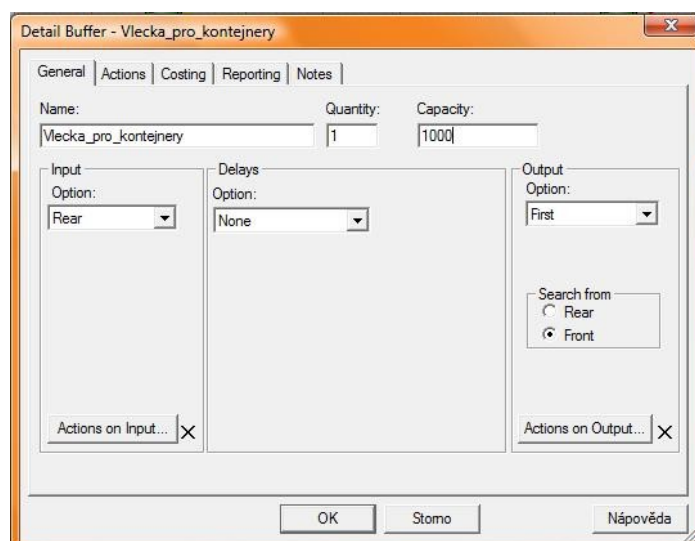 Detail Buffer - Vlecka_pro_kontejnery
General Actions Costing Reporting Notes
Name: Quantity: Capacity:
Vlecka_pro_kontejnery 1 1000
Input Delays Output
Option: Option: Option:
Rear None First
Search from
Rear
Front
Actions on Input... Actions on Output...
OK Storno Nápověda